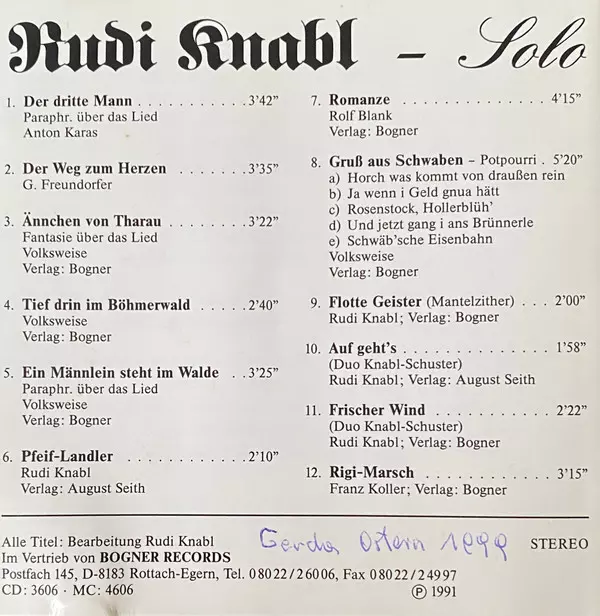 Rudi Knabl – Solo
1. Der dritte Mann . . . . . . . . . . . 3’42”
Paraphr. über das Lied
Anton Karas
2. Der Weg zum Herzen . . . . . . . 3’35”
G. Freundorfer
3. Ännchen von Tharau . . . . . . . . 3’22”
Fantasie über das Lied
Volksweise
Verlag: Bogner
4. Tief drin im Böhmerwald . . . . . 2’40”
Volksweise
Verlag: Bogner
5. Ein Männlein steht im Walde . . 3’25”
Paraphr. über das Lied
Volksweise
Verlag: Bogner
6. Pfeif-Landler . . . . . . . . . . . . 2’10”
Rudi Knabl
Verlag: August Seith
7. Romanze . . . . . . . . . . . . . 4’15”
Rolf Blank
Verlag: Bogner
8. Gruß aus Schwaben – Potpourri . 5’20”
a) Horch was kommt von draußen rein
b) Ja wenn i Geld gnua hätt
c) Rosenstock, Hollerblüh’
d) Und jetzt gang i ans Brünnerle
e) Schwäb’sche Eisenbahn
Volksweise
Verlag: Bogner
9. Flotte Geister (Mantelzither) . . . 2’00”
Rudi Knabl; Verlag: Bogner
10. Auf geht’s . . . . . . . . . . . . . 1’58”
(Duo Knabl-Schuster)
Rudi Knabl; Verlag: August Seith
11. Frischer Wind . . . . . . . . . . . 2’22”
(Duo Knabl-Schuster)
Rudi Knabl; Verlag: Bogner
12. Rigi-Marsch . . . . . . . . . . . . 3’15”
Franz Koller; Verlag: Bogner
Alle Titel: Bearbeitung Rudi Knabl
Gerda Ostern 1999
STEREO
Im Vertrieb von BOGNER RECORDS
Postfach 145, D-8183 Rottach-Egern, Tel. 08022/26006, Fax 08022/24997
CD: 3606 · MC: 4606
Ⓟ 1991